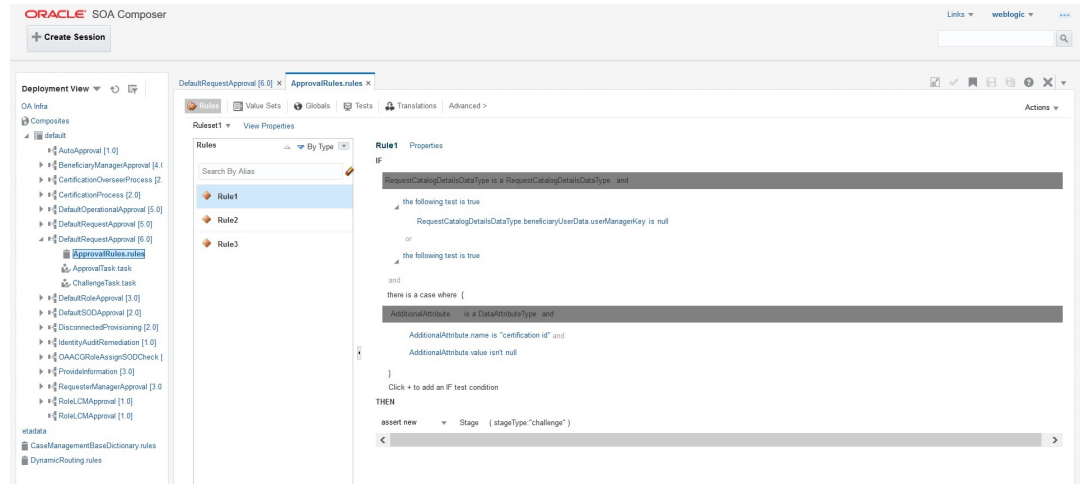 ORACLE SOA Composer
Links weblogic
Create Session
Deployment View
DefaultRequestApproval [6.0] × ApprovalRules.rules ×
OA Infra
Composites
default
AutoApproval [1.0]
BeneficiaryManagerApproval [4.(
CertificationOverseerProcess [2.
CertificationProcess [2.0]
DefaultOperationalApproval [5.0]
DefaultRequestApproval [5.0]
DefaultRequestApproval [6.0]
ApprovalRules.rules
ApprovalTask.task
ChallengeTask.task
DefaultRoleApproval [3.0]
DefaultSODApproval [2.0]
DisconnectedProvisioning [2.0]
IdentityAuditRemediation [1.0]
OAACGRoleAssignSODCheck [
ProvideInformation [3.0]
RequesterManagerApproval [3.0
RoleLCMApproval [1.0]
RoleLCMApproval [1.0]
etadata
CaseManagementBaseDictionary.rules
DynamicRouting.rules
Rules Value Sets Globals Tests Translations Advanced >
Actions
Ruleset1 View Properties
Rules By Type
Search By Alias
Rule1
Rule2
Rule3
Rule1 Properties
IF
RequestCatalogDetailsDataType is a RequestCatalogDetailsDataType and
the following test is true
RequestCatalogDetailsDataType.beneficiaryUserData.userManagerKey is null
or
the following test is true
and
there is a case where {
AdditionalAttribute is a DataAttributeType and
AdditionalAttribute.name is "certification id" and
AdditionalAttribute.value isn't null
}
Click + to add an IF test condition
THEN
assert new Stage ( stageType:"challenge" )